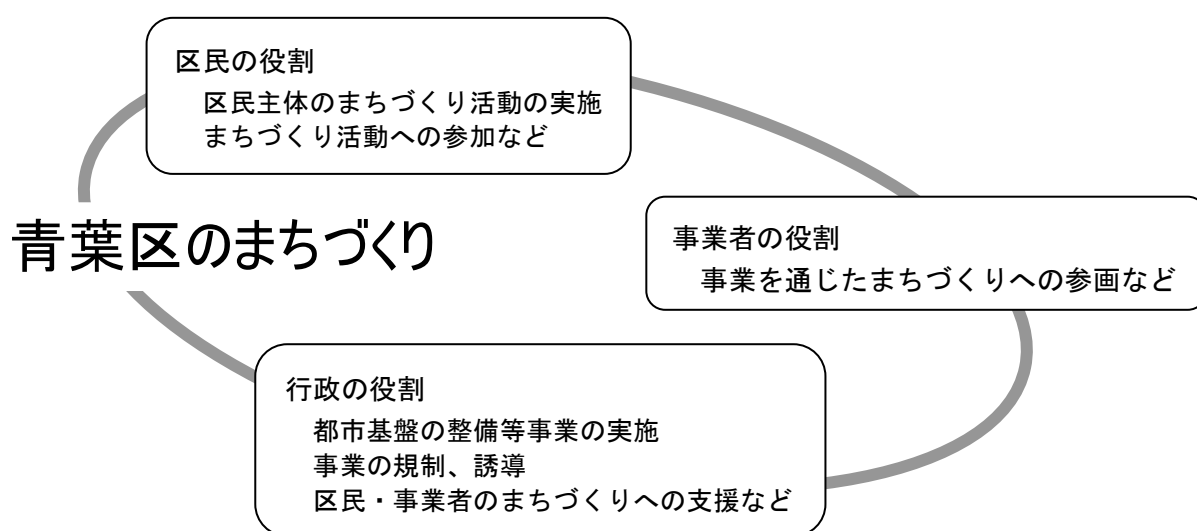 区民の役割
区民主体のまちづくり活動の実施
まちづくり活動への参加など
青葉区のまちづくり
事業者の役割
事業を通じたまちづくりへの参画など
行政の役割
都市基盤の整備等事業の実施
事業の規制、誘導
区民・事業者のまちづくりへの支援など